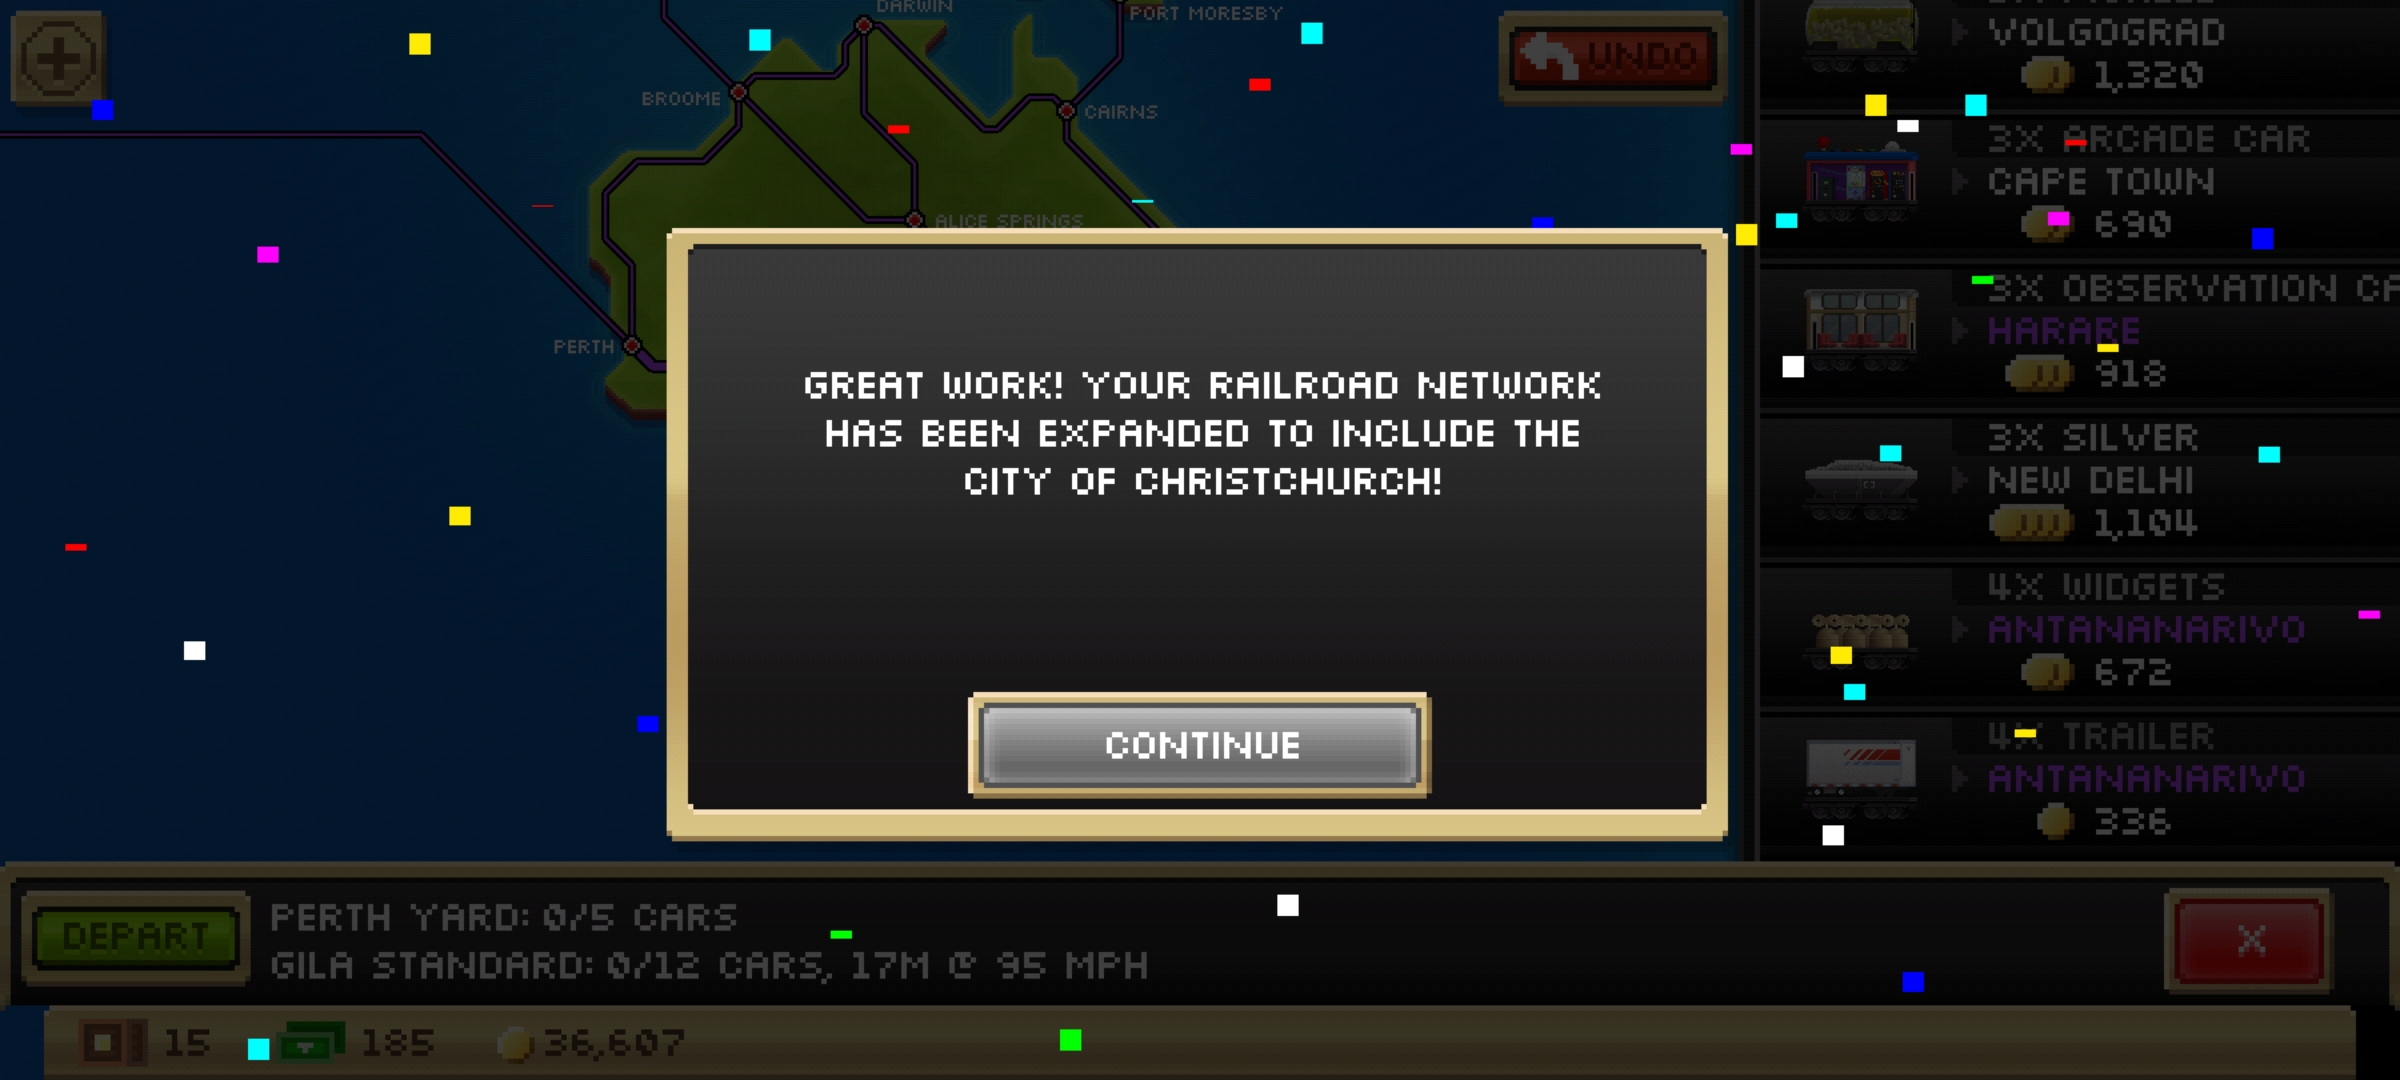 DARWIN
PORT MORESBY
BROOME
CAIRNS
ALICE SPRINGS
PERTH
UNDO
VOLGOGRAD
1,320
3X ARCADE CAR
CAPE TOWN
690
3X OBSERVATION CA
HARARE
918
3X SILVER
NEW DELHI
1,104
4X WIDGETS
ANTANANARIVO
672
4X TRAILER
ANTANANARIVO
336
GREAT WORK! YOUR RAILROAD NETWORK
HAS BEEN EXPANDED TO INCLUDE THE
CITY OF CHRISTCHURCH!
CONTINUE
DEPART
PERTH YARD: 0/5 CARS
GILA STANDARD: 0/12 CARS, 17M @ 95 MPH
X
15
185
36,607